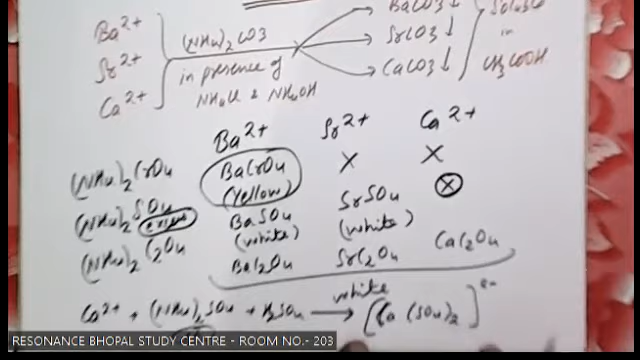 Ba2+
Sr2+
Ca2+
(NH4)2 CO3
in presence of
NH4Cl & NH4OH
BaCO3 ↓
SrCO3 ↓
CaCO3 ↓
Soluble
in
CH3COOH
Ba2+ Sr2+ Ca2+
(NH4)2 CrO4 BaCrO4 (Yellow) × ×
(NH4)2 SO4 excess BaSO4 (white) SrSO4 (white) ⊗
(NH4)2 C2O4 BaC2O4 SrC2O4 CaC2O4
white
Ca2+ + (NH4)2 SO4 + H2SO4 → [Ca (SO4)2]2-
RESONANCE BHOPAL STUDY CENTRE - ROOM NO.- 203